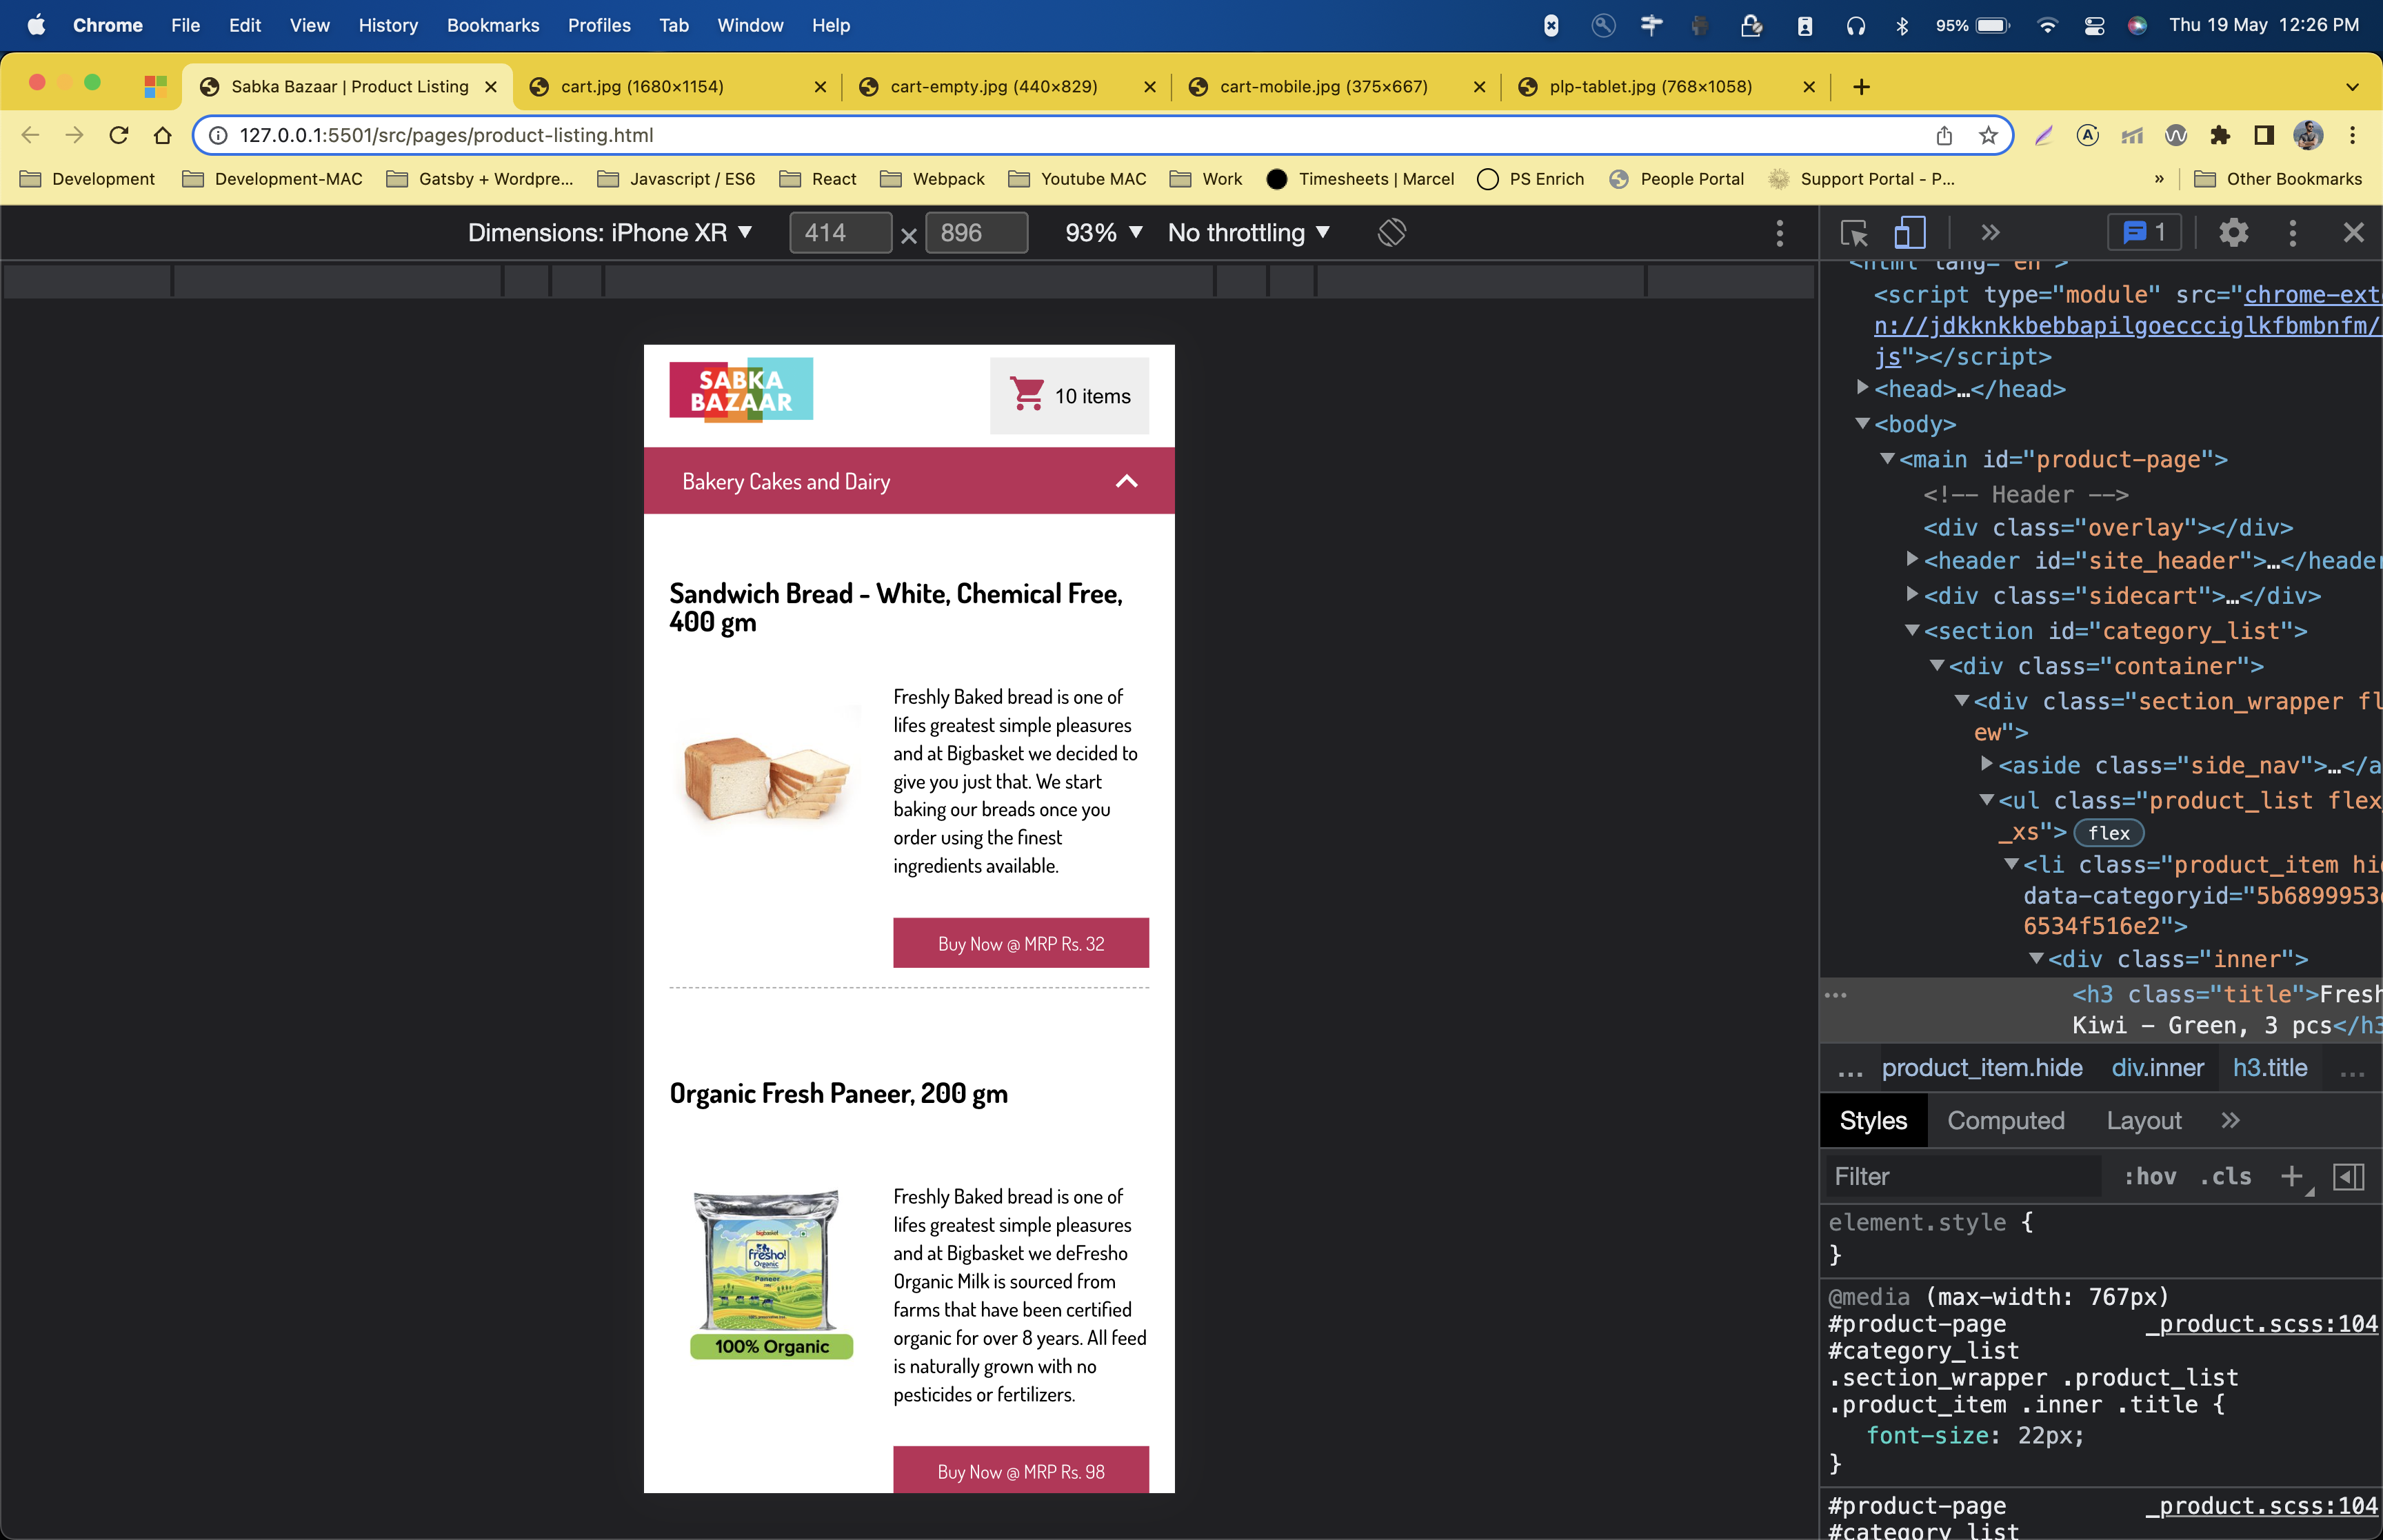 Chrome File Edit View History Bookmarks Profiles Tab Window Help 95% Thu 19 May 12:26 PM
Sabka Bazaar | Product Listing cart.jpg (1680×1154) cart-empty.jpg (440×829) cart-mobile.jpg (375×667) plp-tablet.jpg (768×1058)
127.0.0.1:5501/src/pages/product-listing.html
Development Development-MAC Gatsby + Wordpre... Javascript / ES6 React Webpack Youtube MAC Work Timesheets | Marcel PS Enrich People Portal Support Portal - P... » Other Bookmarks
Dimensions: iPhone XR 414 × 896 93% No throttling
SABKA
BAZAAR
10 items
Bakery Cakes and Dairy
Sandwich Bread - White, Chemical Free,
400 gm
Freshly Baked bread is one of
lifes greatest simple pleasures
and at Bigbasket we decided to
give you just that. We start
baking our breads once you
order using the finest
ingredients available.
Buy Now @ MRP Rs. 32
Organic Fresh Paneer, 200 gm
bigbasket
fresho!
Organic
Paneer
100% Organic
Freshly Baked bread is one of
lifes greatest simple pleasures
and at Bigbasket we deFresho
Organic Milk is sourced from
farms that have been certified
organic for over 8 years. All feed
is naturally grown with no
pesticides or fertilizers.
Buy Now @ MRP Rs. 98
1
<html lang="en">
<script type="module" src="chrome-ext
n://jdkknkkbebbapilgoeccciglkfbmbnfm/
js"></script>
<head>…</head>
<body>
<main id="product-page">
<!-- Header -->
<div class="overlay"></div>
<header id="site_header">…</header
<div class="sidecart">…</div>
<section id="category_list">
<div class="container">
<div class="section_wrapper fl
ew">
<aside class="side_nav">…</a
<ul class="product_list flex
_xs"> flex
<li class="product_item hi
data-categoryid="5b6899953
6534f516e2">
<div class="inner">
<h3 class="title">Fresh
Kiwi - Green, 3 pcs</h3
... product_item.hide div.inner h3.title ...
Styles Computed Layout
Filter :hov .cls
element.style {
}
@media (max-width: 767px)
#product-page _product.scss:104
#category_list
.section_wrapper .product_list
.product_item .inner .title {
font-size: 22px;
}
#product-page _product.scss:104
#category_list